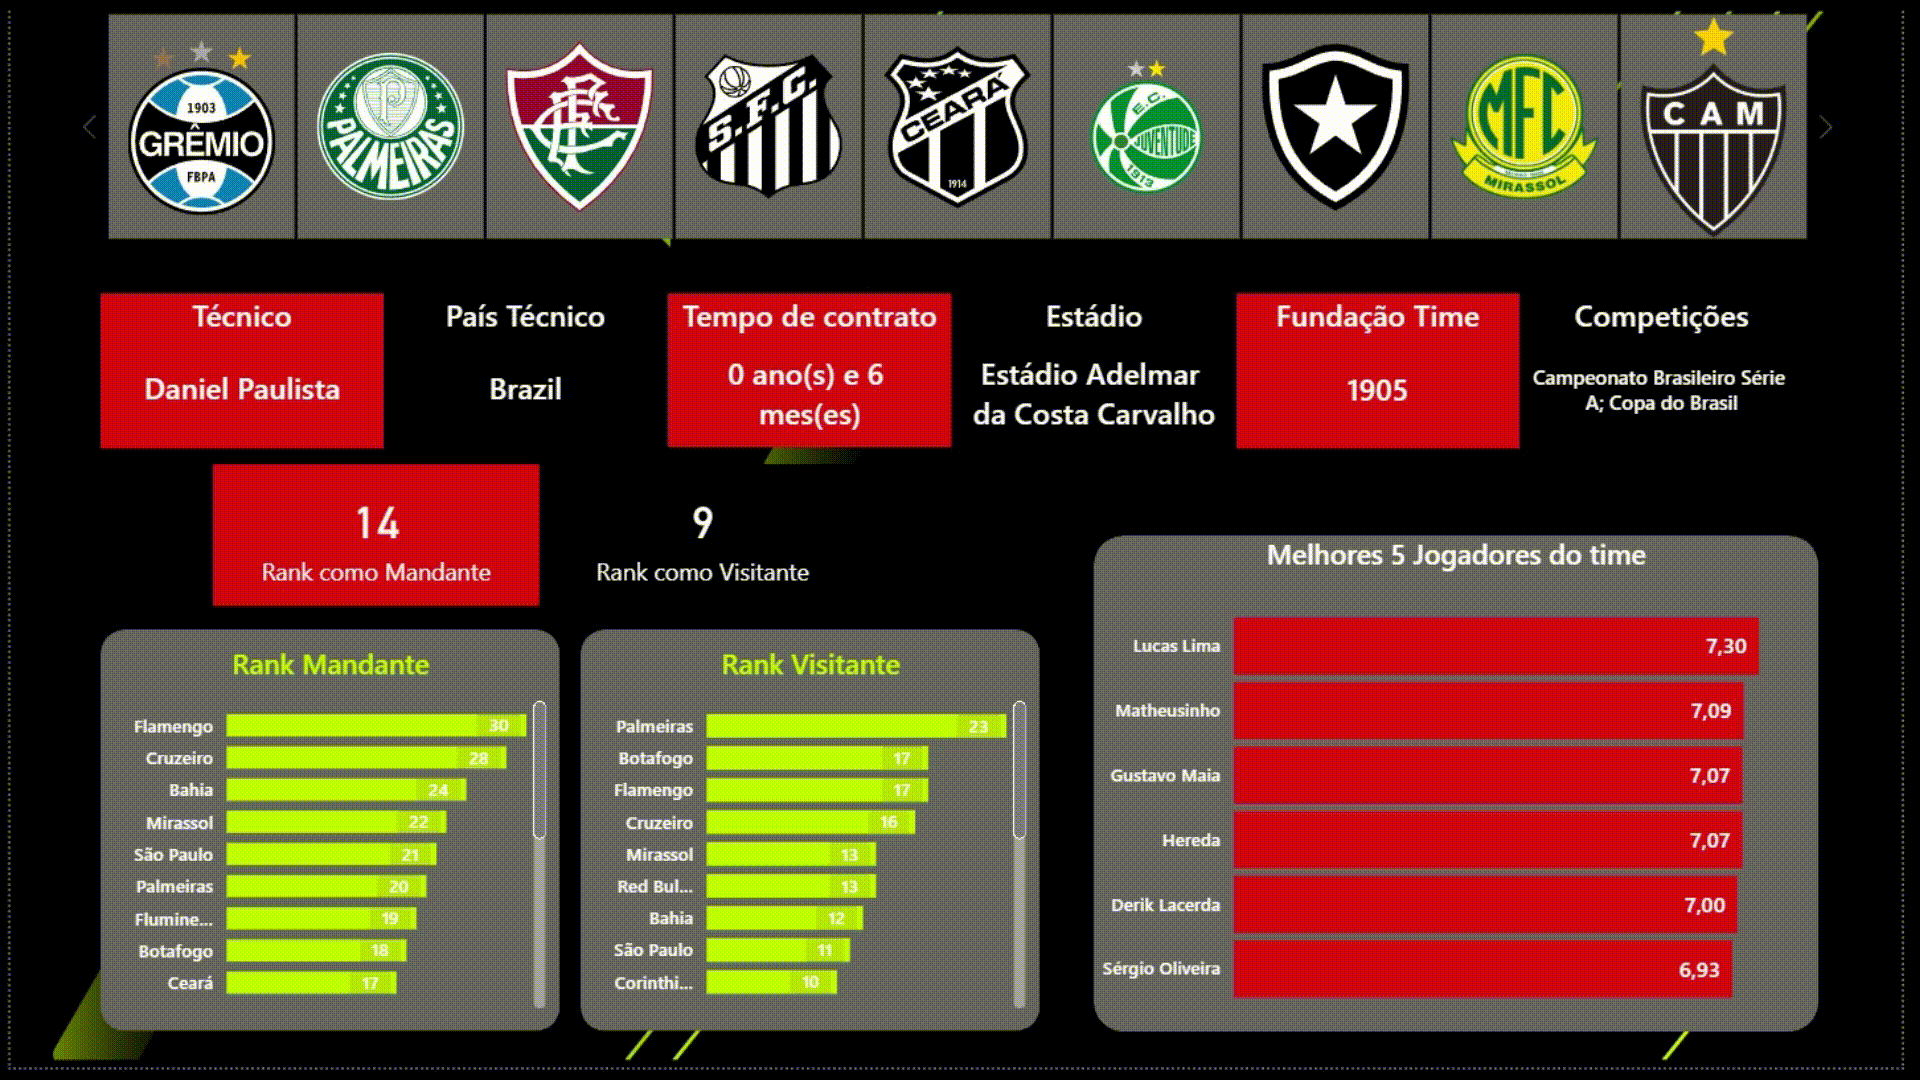 1903
GRÊMIO
FBPA
P
PALMEIRAS
S.F.C.
CEARÁ
1914
E.C.
JUVENTUDE
1913
MFC
MIRASSOL
CAM
Técnico
Daniel Paulista
País Técnico
Brazil
Tempo de contrato
0 ano(s) e 6
mes(es)
Estádio
Estádio Adelmar
da Costa Carvalho
Fundação Time
1905
Competições
Campeonato Brasileiro Série
A; Copa do Brasil
14
Rank como Mandante
9
Rank como Visitante
Rank Mandante
Flamengo 30
Cruzeiro 28
Bahia 24
Mirassol 22
São Paulo 21
Palmeiras 20
Flumine... 19
Botafogo 18
Ceará 17
Rank Visitante
Palmeiras 23
Botafogo 17
Flamengo 17
Cruzeiro 16
Mirassol 13
Red Bul... 13
Bahia 12
São Paulo 11
Corinthi... 10
Melhores 5 Jogadores do time
Lucas Lima 7,30
Matheusinho 7,09
Gustavo Maia 7,07
Hereda 7,07
Derik Lacerda 7,00
Sérgio Oliveira 6,93